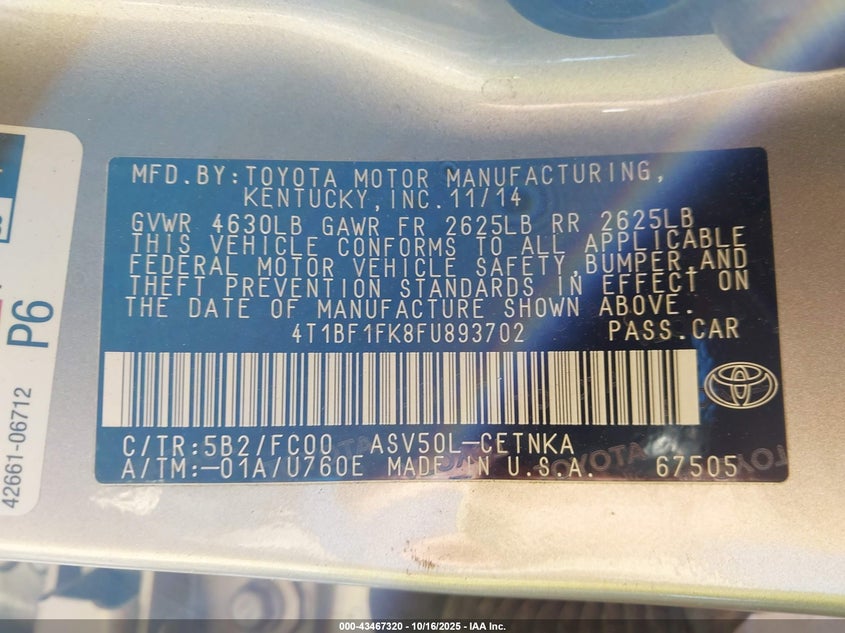 MFD.BY:TOYOTA MOTOR MANUFACTURING,
KENTUCKY,INC.11/14
GVWR 4630LB GAWR FR 2625LB RR 2625LB
THIS VEHICLE CONFORMS TO ALL APPLICABLE
FEDERAL MOTOR VEHICLE SAFETY,BUMPER,AND
THEFT PREVENTION STANDARDS IN EFFECT ON
THE DATE OF MANUFACTURE SHOWN ABOVE.
4T1BF1FK8FU893702 PASS.CAR
C/TR:5B2/FC00 ASV50L-CETNKA
A/TM:-01A/U760E MADE IN U.S.A. 67505
P6
42661-06712
TOYOTA
000-43467320 - 10/16/2025 - IAA Inc.